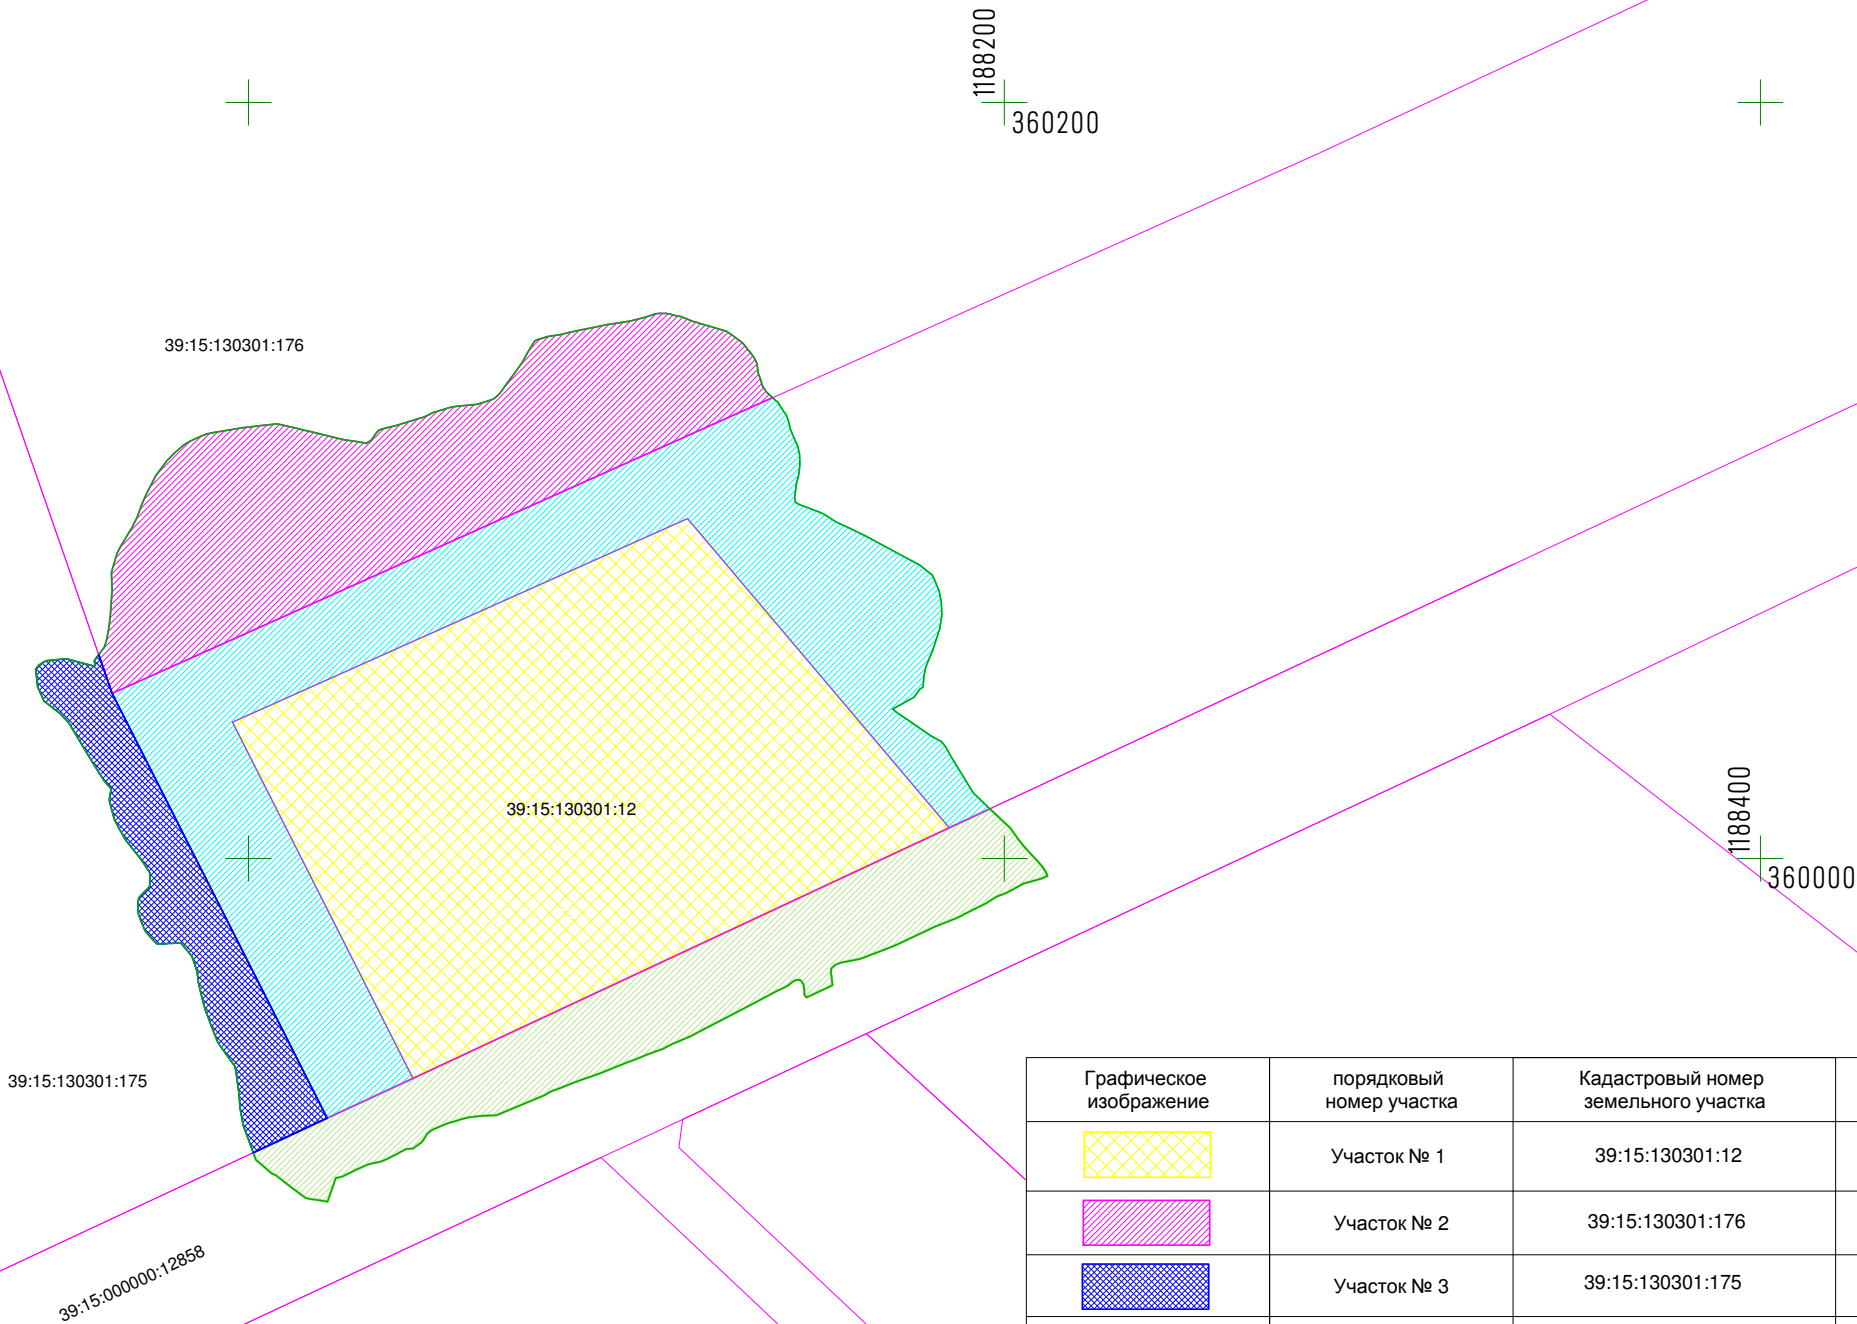 1188200
360200
39:15:130301:176
39:15:130301:12
1188400
360000
39:15:130301:175
39:15:000000:12858
Графическое изображение
порядковый номер участка
Кадастровый номер земельного участка
Участок № 1
39:15:130301:12
Участок № 2
39:15:130301:176
Участок № 3
39:15:130301:175